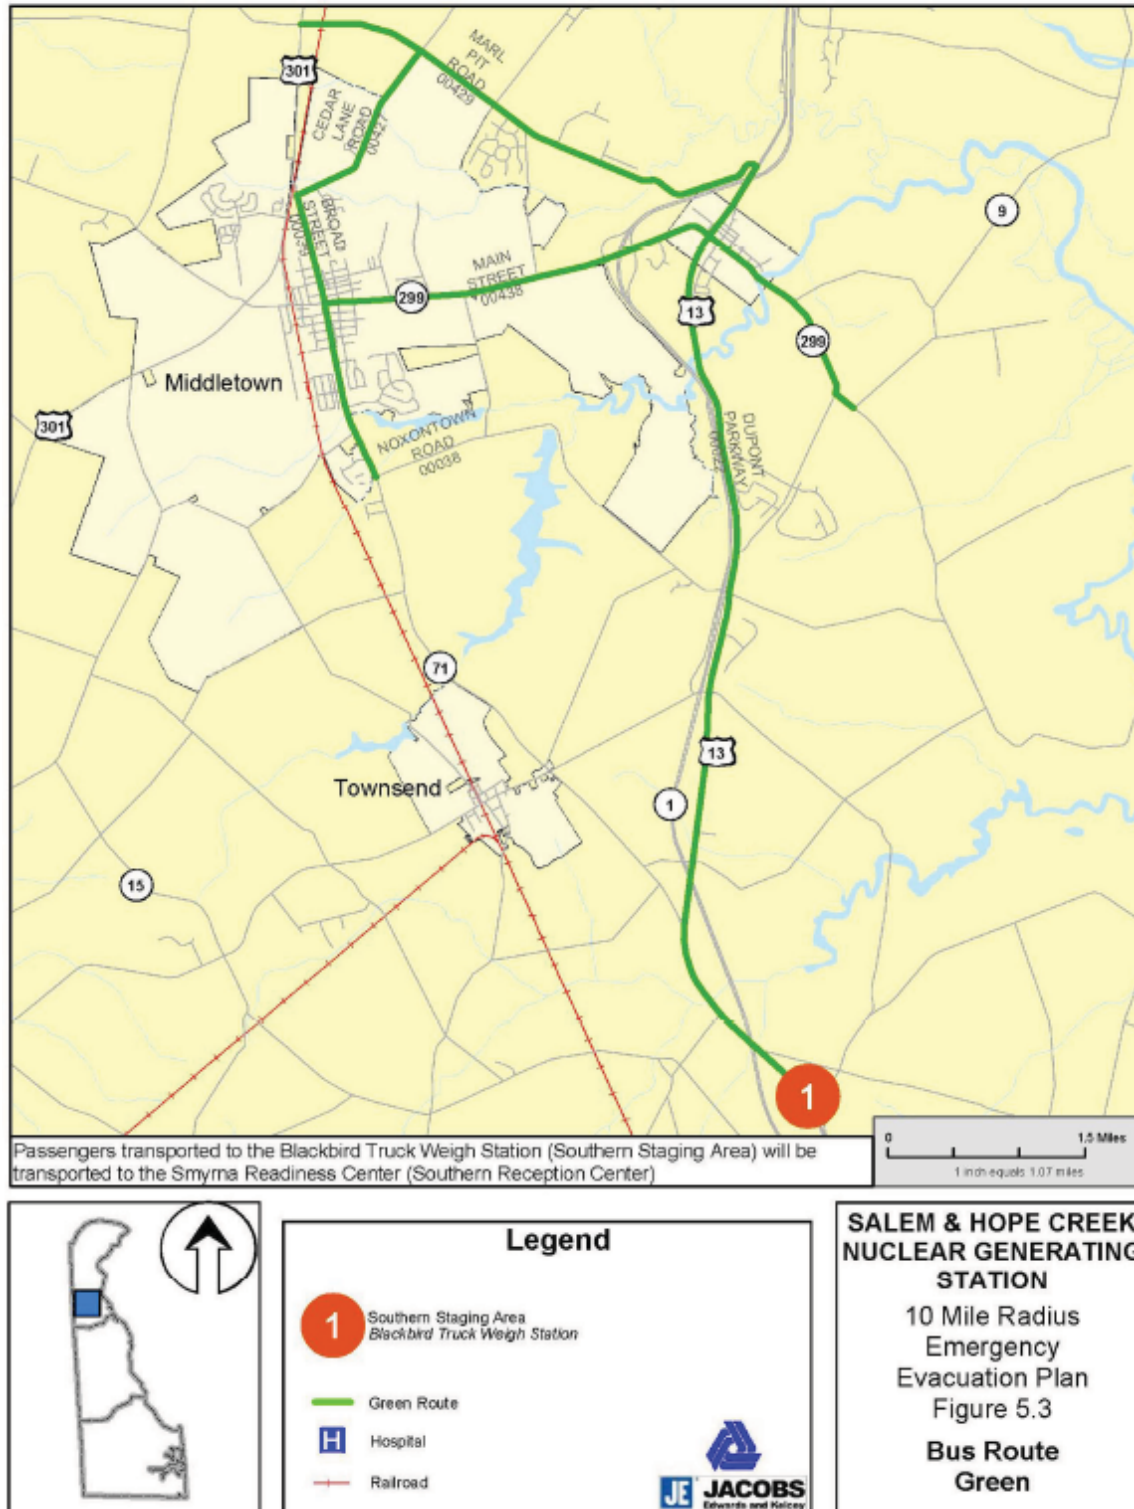 301
MARL
PIT
ROAD
00429
CEDAR
LANE
ROAD
00427
9
BROAD
STREET
00039
MAIN
STREET
00438
299
13
299
Middletown
301
NOXONTOWN
ROAD
00038
DUPONT
PARKWAY
00022
71
13
Townsend
1
15
1
Passengers transported to the Blackbird Truck Weigh Station (Southern Staging Area) will be
transported to the Smyrna Readiness Center (Southern Reception Center)
0 1.5 Miles
1 inch equals 1.07 miles
Legend
1
Southern Staging Area
Blackbird Truck Weigh Station
Green Route
H Hospital
Railroad
JE JACOBS
Edwards and Kelcey
SALEM & HOPE CREEK
NUCLEAR GENERATING
STATION
10 Mile Radius
Emergency
Evacuation Plan
Figure 5.3
Bus Route
Green